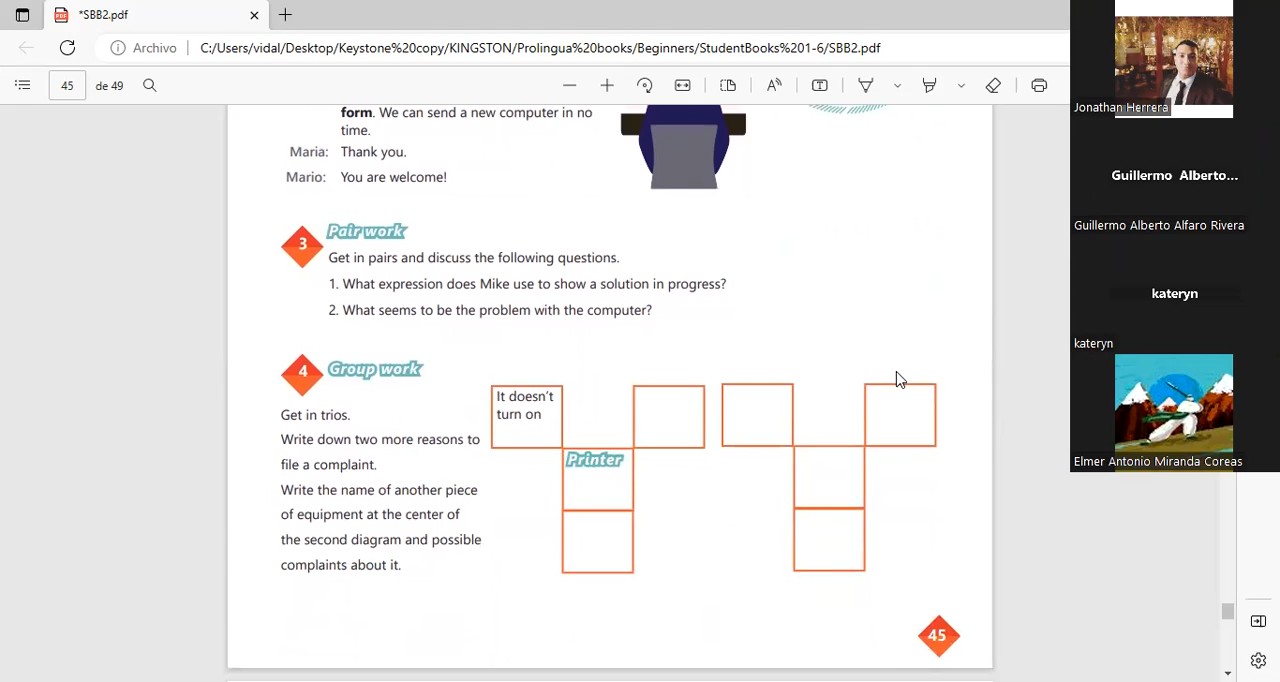 *SBB2.pdf
Archivo
C:/Users/vidal/Desktop/Keystone%20copy/KINGSTON/Prolingua%20books/Beginners/StudentBooks%201-6/SBB2.pdf
45 de 49
form. We can send a new computer in no
time.
Maria: Thank you.
Mario: You are welcome!
3 Pair work
Get in pairs and discuss the following questions.
1. What expression does Mike use to show a solution in progress?
2. What seems to be the problem with the computer?
4 Group work
Get in trios.
Write down two more reasons to
file a complaint.
Write the name of another piece
of equipment at the center of
the second diagram and possible
complaints about it.
It doesn't
turn on
Printer
45
Jonathan Herrera
Guillermo Alberto...
Guillermo Alberto Alfaro Rivera
kateryn
kateryn
Elmer Antonio Miranda Coreas